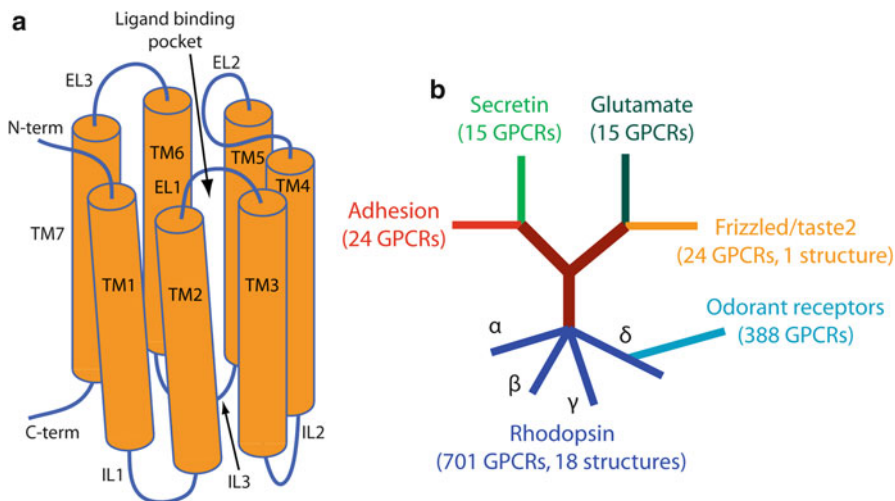 a
Ligand binding
pocket
EL3
EL2
N-term
TM6
TM5
EL1
TM4
TM7
TM1
TM2
TM3
C-term
IL1
IL3
IL2
b
Secretin
(15 GPCRs)
Glutamate
(15 GPCRs)
Adhesion
(24 GPCRs)
Frizzled/taste2
(24 GPCRs, 1 structure)
Odorant receptors
(388 GPCRs)
α
β
γ
δ
Rhodopsin
(701 GPCRs, 18 structures)